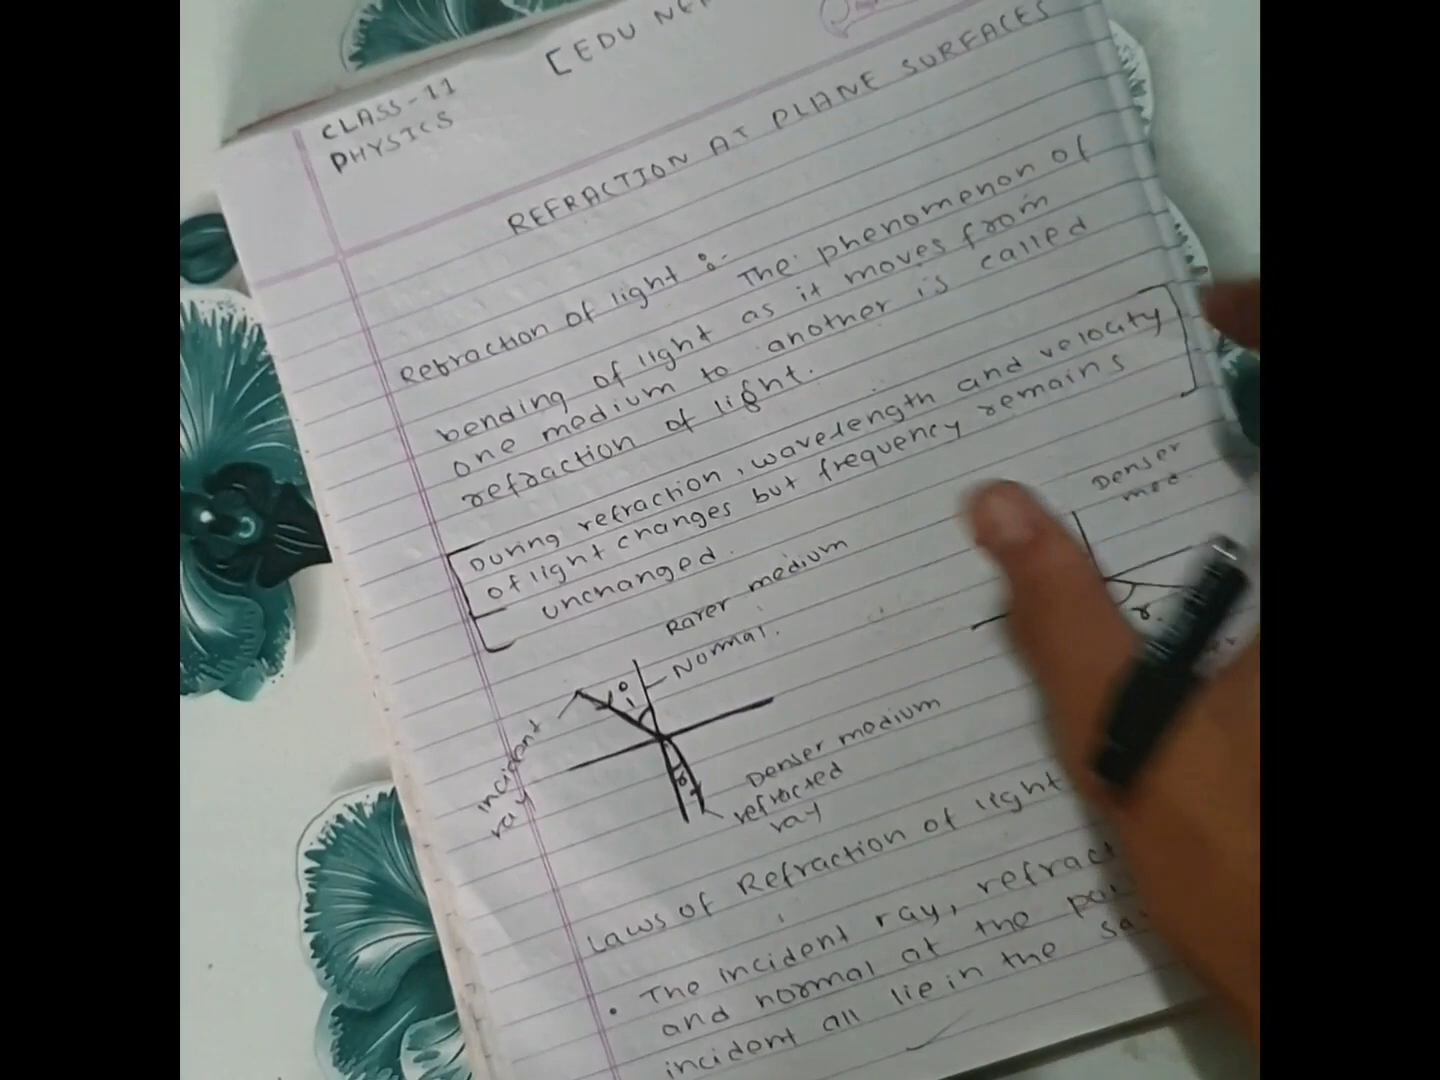 CLASS-11
PHYSICS
[EDU
REFRACTION AT PLANE SURFACES
Refraction of light :-
The phenomenon of
bending of light as it moves from
one medium to another is called
refraction of light.
During refraction, wavelength and velocity
of light changes but frequency remains
unchanged.
Rarer medium
Normal.
i
incident
ray
r
Denser medium
refracted
ray
Denser
med.
r.
Laws of Refraction of light
• The incident ray,
and normal at the
incident all lie in the